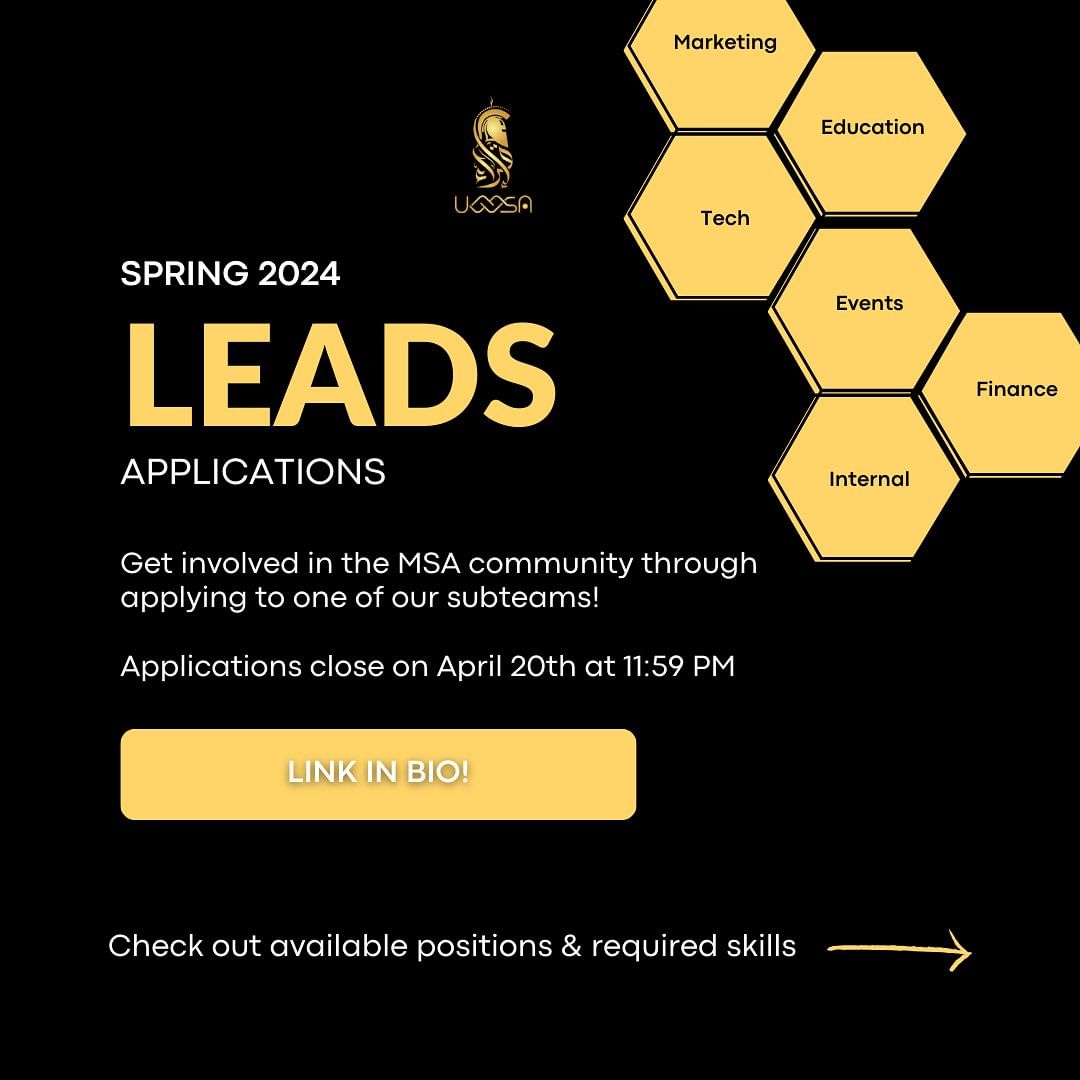 Marketing
Education
Tech
Events
Finance
Internal
SPRING 2024
LEADS
APPLICATIONS
Get involved in the MSA community through
applying to one of our subteams!
Applications close on April 20th at 11:59 PM
LINK IN BIO!
Check out available positions & required skills